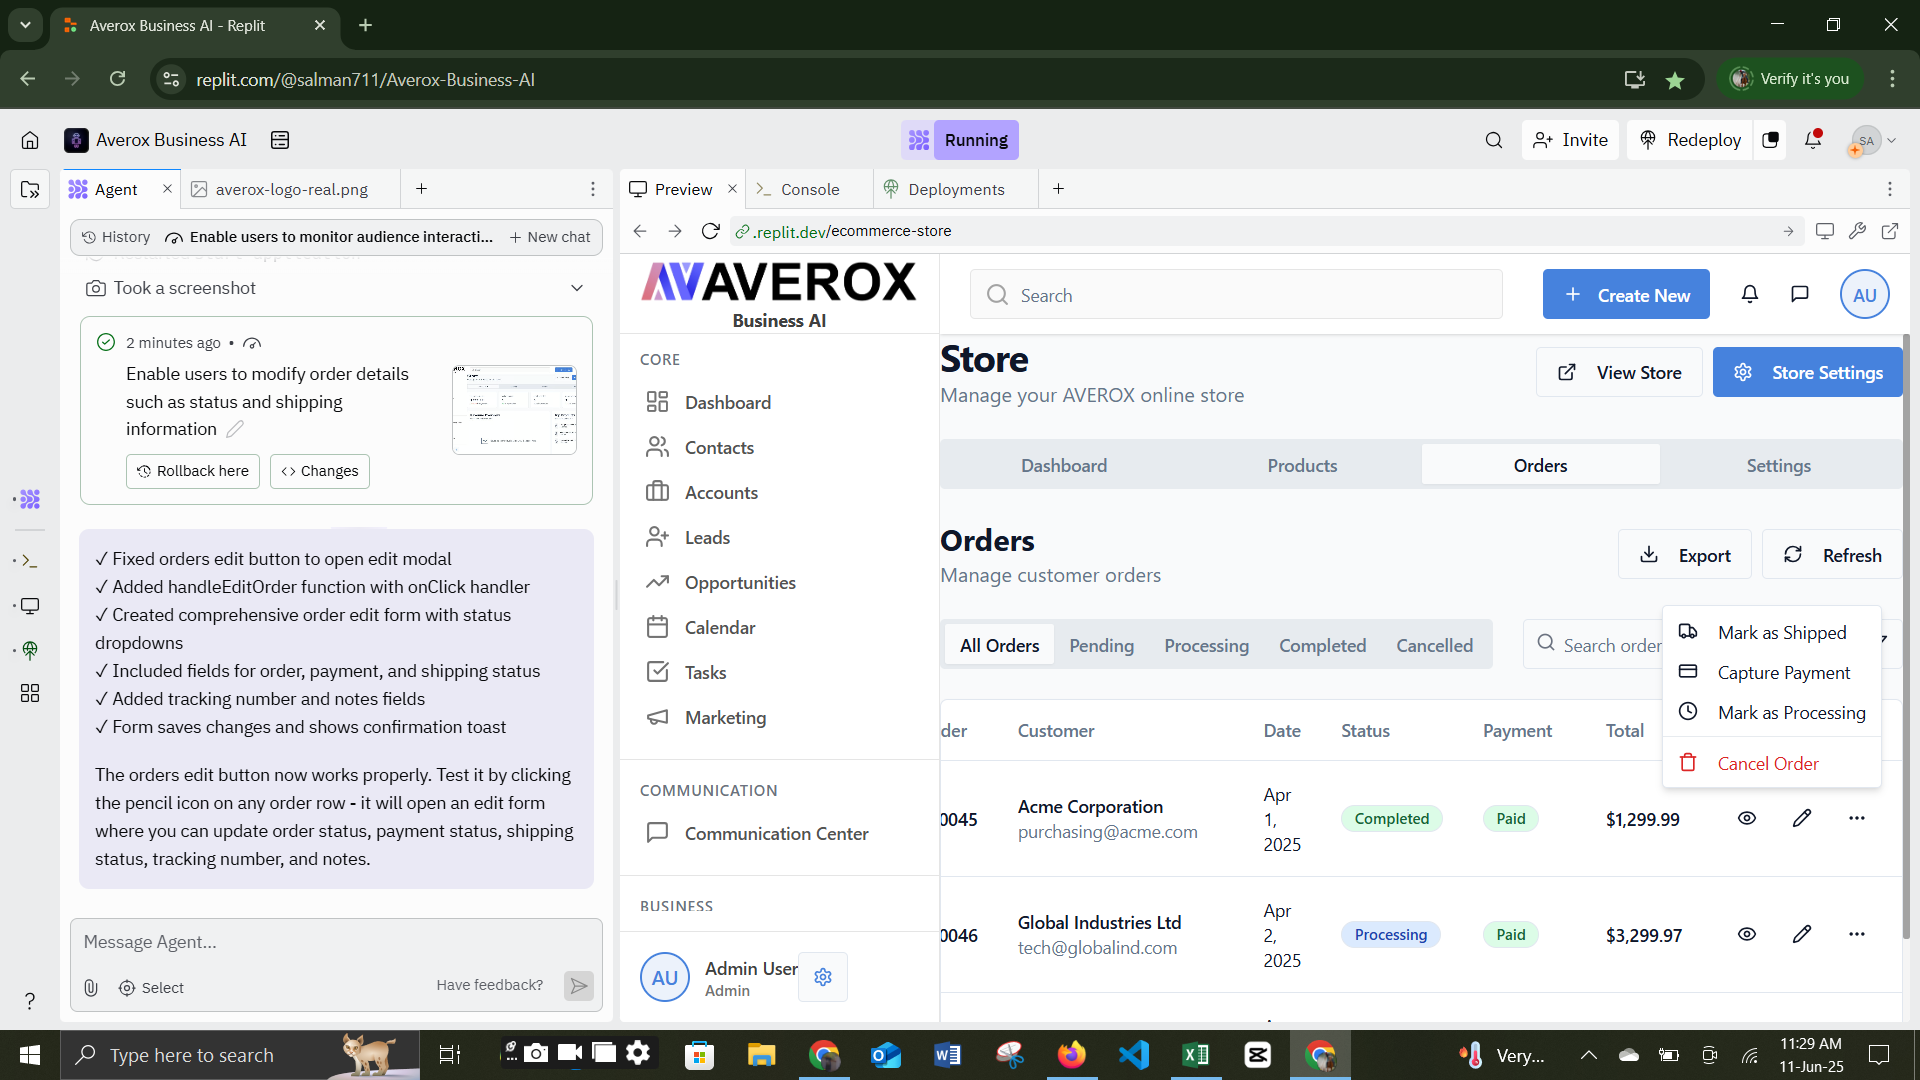 Averox Business AI - Replit
replit.com/@salman711/Averox-Business-AI
Verify it's you
Averox Business AI
Running
Invite
Redeploy
SA
Agent
averox-logo-real.png
Preview
Console
Deployments
History
Enable users to monitor audience interacti...
New chat
.replit.dev/ecommerce-store
Took a screenshot
2 minutes ago •
Enable users to modify order details
such as status and shipping
information
Rollback here
Changes
✓ Fixed orders edit button to open edit modal
✓ Added handleEditOrder function with onClick handler
✓ Created comprehensive order edit form with status
dropdowns
✓ Included fields for order, payment, and shipping status
✓ Added tracking number and notes fields
✓ Form saves changes and shows confirmation toast
The orders edit button now works properly. Test it by clicking
the pencil icon on any order row - it will open an edit form
where you can update order status, payment status, shipping
status, tracking number, and notes.
Message Agent...
Select
Have feedback?
AVEROX
Business AI
Search
Create New
AU
CORE
Dashboard
Contacts
Accounts
Leads
Opportunities
Calendar
Tasks
Marketing
COMMUNICATION
Communication Center
BUSINESS
AU
Admin User
Admin
Store
Manage your AVEROX online store
View Store
Store Settings
Dashboard
Products
Orders
Settings
Orders
Manage customer orders
Export
Refresh
All Orders
Pending
Processing
Completed
Cancelled
Search order
Mark as Shipped
Capture Payment
Mark as Processing
Cancel Order
der
Customer
Date
Status
Payment
Total
0045
Acme Corporation
purchasing@acme.com
Apr
1,
2025
Completed
Paid
$1,299.99
0046
Global Industries Ltd
tech@globalind.com
Apr
2,
2025
Processing
Paid
$3,299.97
Type here to search
Very...
11:29 AM
11-Jun-25